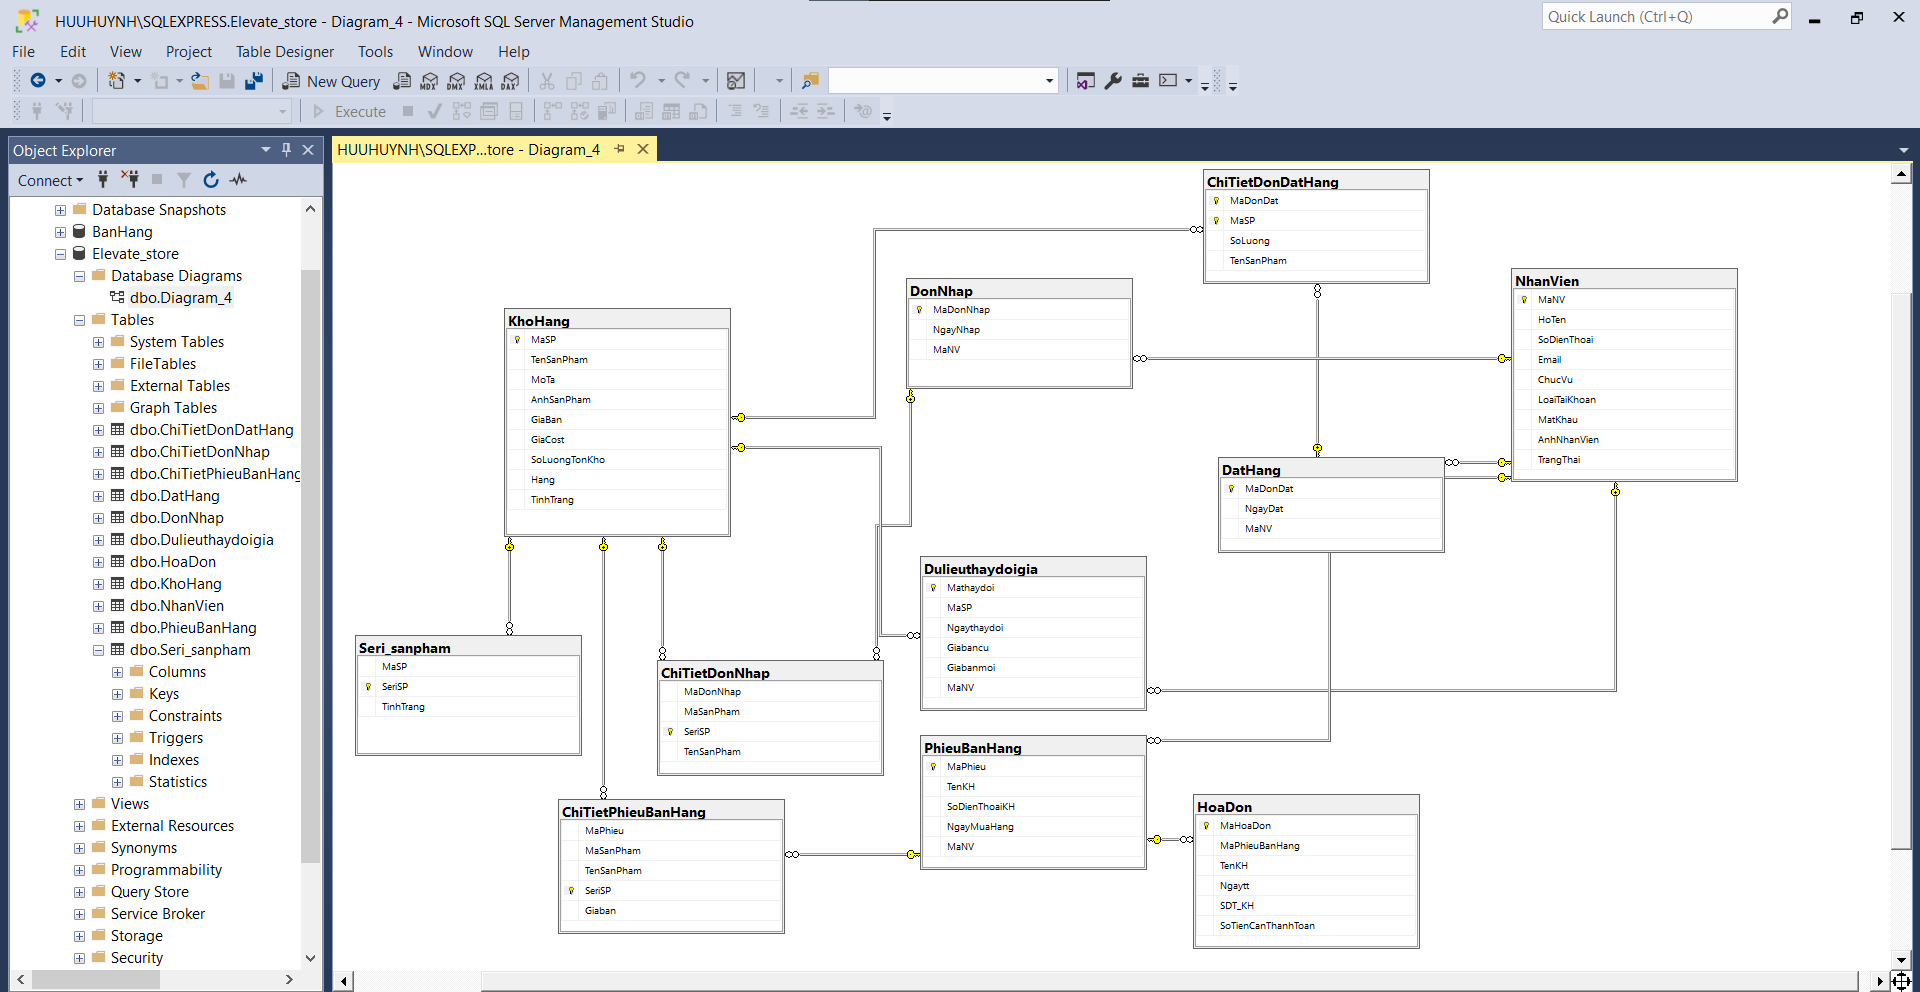 HUUHUYNH\SQLEXPRESS.Elevate_store - Diagram_4 - Microsoft SQL Server Management Studio
Quick Launch (Ctrl+Q)
File Edit View Project Table Designer Tools Window Help
New Query
MDX DMX XMLA DAX
Execute
Object Explorer
HUUHUYNH\SQLEXP...tore - Diagram_4
Connect
Database Snapshots
BanHang
Elevate_store
Database Diagrams
dbo.Diagram_4
Tables
System Tables
FileTables
External Tables
Graph Tables
dbo.ChiTietDonDatHang
dbo.ChiTietDonNhap
dbo.ChiTietPhieuBanHang
dbo.DatHang
dbo.DonNhap
dbo.Dulieuthaydoigia
dbo.HoaDon
dbo.KhoHang
dbo.NhanVien
dbo.PhieuBanHang
dbo.Seri_sanpham
Columns
Keys
Constraints
Triggers
Indexes
Statistics
Views
External Resources
Synonyms
Programmability
Query Store
Service Broker
Storage
Security
ChiTietDonDatHang
MaDonDat
MaSP
SoLuong
TenSanPham
NhanVien
MaNV
HoTen
SoDienThoai
Email
ChucVu
LoaiTaiKhoan
MatKhau
AnhNhanVien
TrangThai
DonNhap
MaDonNhap
NgayNhap
MaNV
KhoHang
MaSP
TenSanPham
MoTa
AnhSanPham
GiaBan
GiaCost
SoLuongTonKho
Hang
TinhTrang
DatHang
MaDonDat
NgayDat
MaNV
Dulieuthaydoigia
Mathaydoi
MaSP
Ngaythaydoi
Giabancu
Giabanmoi
MaNV
Seri_sanpham
MaSP
SeriSP
TinhTrang
ChiTietDonNhap
MaDonNhap
MaSanPham
SeriSP
TenSanPham
PhieuBanHang
MaPhieu
TenKH
SoDienThoaiKH
NgayMuaHang
MaNV
ChiTietPhieuBanHang
MaPhieu
MaSanPham
TenSanPham
SeriSP
Giaban
HoaDon
MaHoaDon
MaPhieuBanHang
TenKH
Ngaytt
SDT_KH
SoTienCanThanhToan